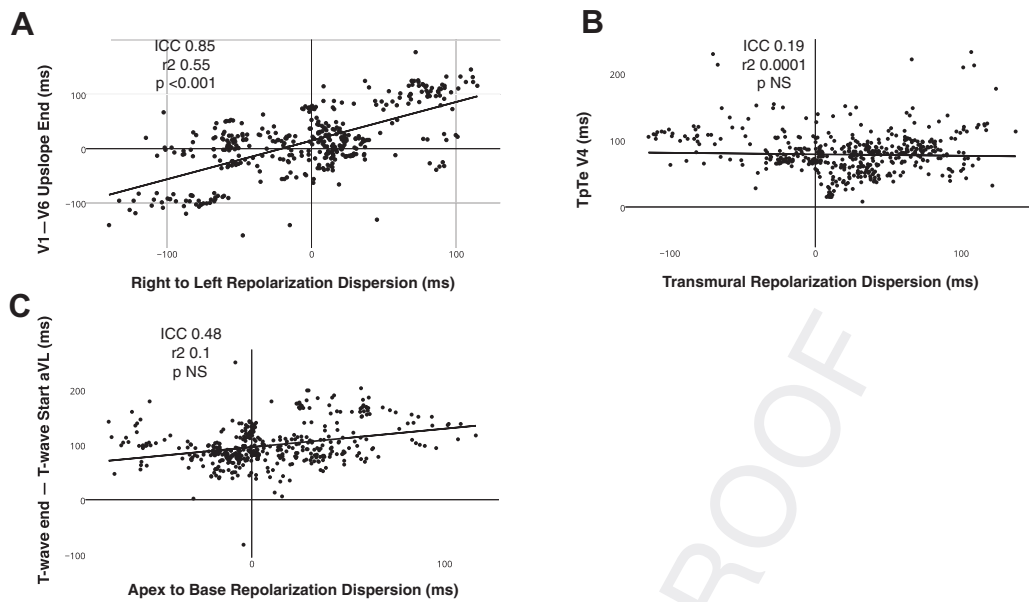 A
ICC 0.85
r2 0.55
p <0.001
V1—V6 Upslope End (ms)
100
0
−100
−100
0
100
Right to Left Repolarization Dispersion (ms)
B
ICC 0.19
r2 0.0001
p NS
TpTe V4 (ms)
200
100
0
−100
0
100
Transmural Repolarization Dispersion (ms)
C
ICC 0.48
r2 0.1
p NS
T-wave end — T-wave Start aVL (ms)
200
100
0
−100
0
100
Apex to Base Repolarization Dispersion (ms)
ROOF